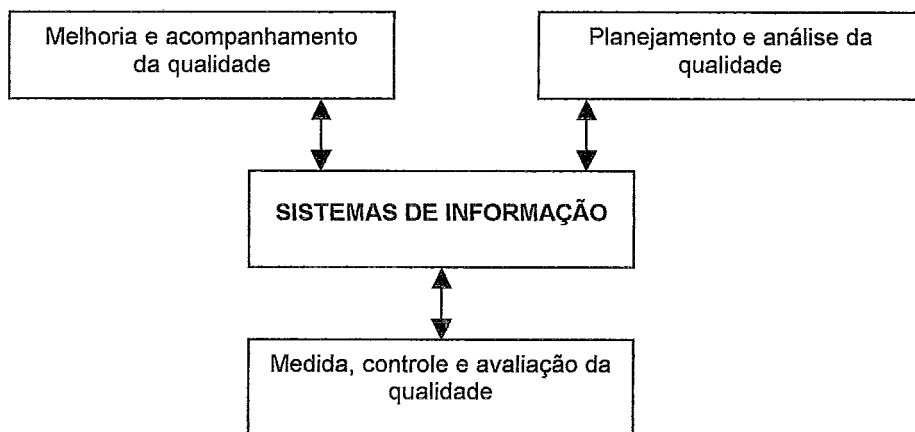 Melhoria e acompanhamento
da qualidade
Planejamento e análise da
qualidade
SISTEMAS DE INFORMAÇÃO
Medida, controle e avaliação da
qualidade